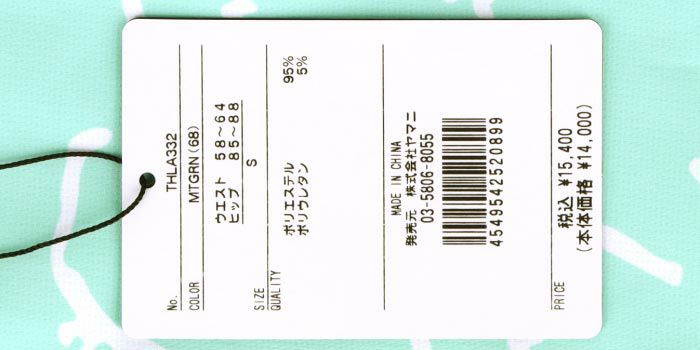 No. THLA332
COLOR MTGRN(68)
SIZE ウエスト 58～64
ヒップ 85～88
S
QUALITY
ポリエステル 95%
ポリウレタン 5%
MADE IN CHINA
発売元 株式会社ヤマニ
03-5806-8055
4549542520899
PRICE 税込 ¥15,400
(本体価格 ¥14,000)